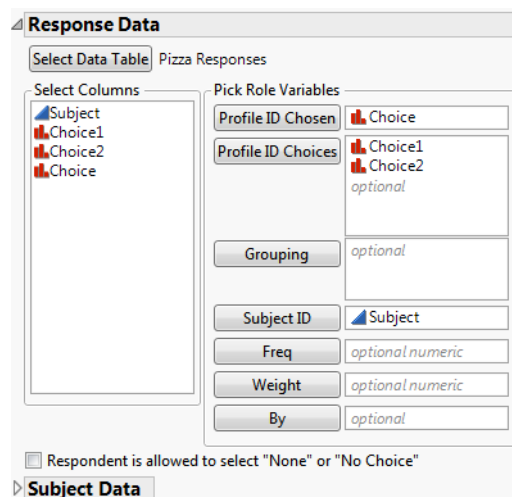 Response Data
Select Data Table Pizza Responses
Select Columns
Subject
Choice1
Choice2
Choice
Pick Role Variables
Profile ID Chosen Choice
Profile ID Choices Choice1
Choice2
optional
Grouping optional
Subject ID Subject
Freq optional numeric
Weight optional numeric
By optional
Respondent is allowed to select "None" or "No Choice"
Subject Data